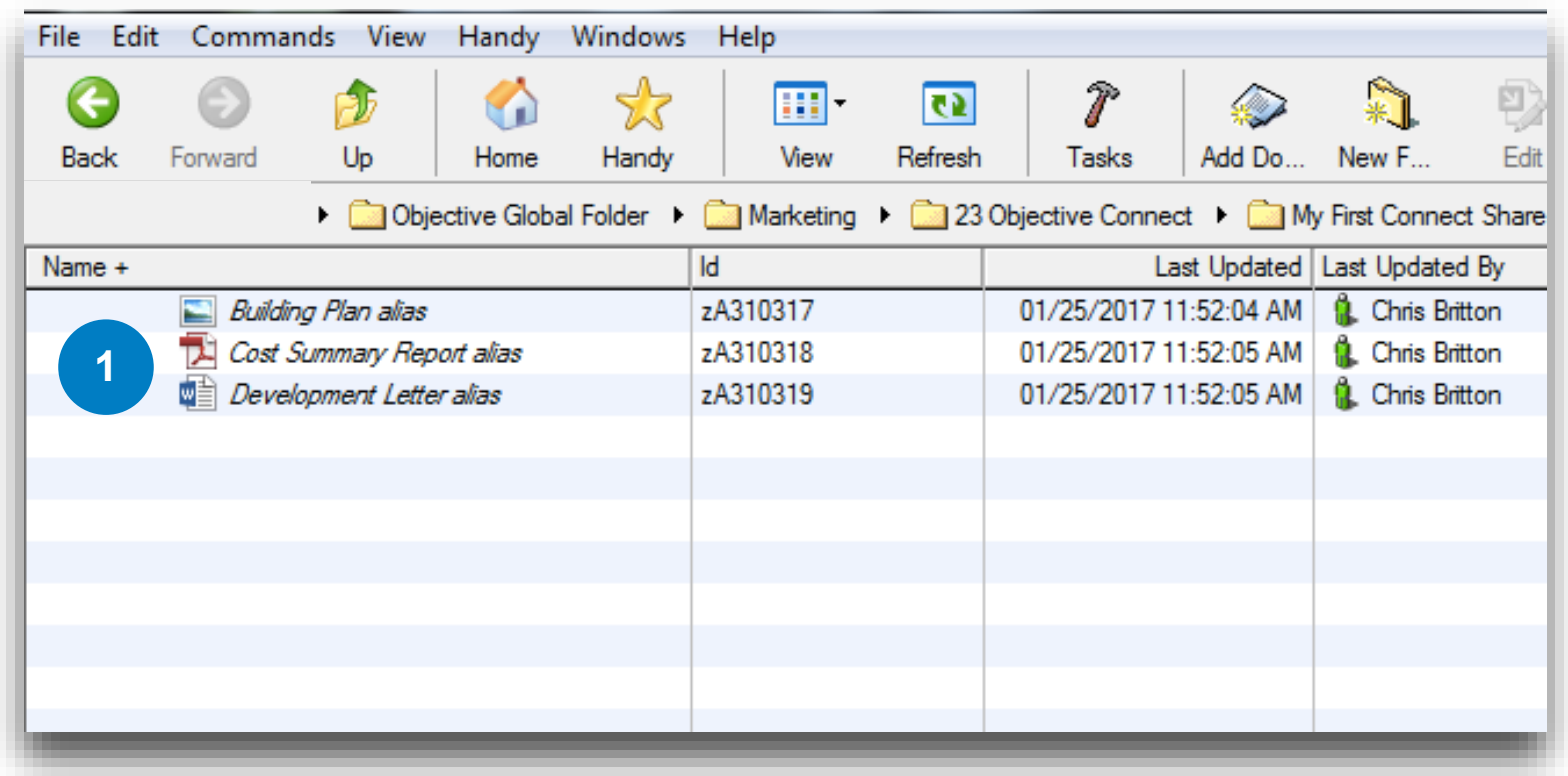 File Edit Commands View Handy Windows Help
Back Forward Up Home Handy View Refresh Tasks Add Do... New F... Edit
Objective Global Folder Marketing 23 Objective Connect My First Connect Share
Name + Id Last Updated Last Updated By
Building Plan alias zA310317 01/25/2017 11:52:04 AM Chris Britton
1
Cost Summary Report alias zA310318 01/25/2017 11:52:05 AM Chris Britton
Development Letter alias zA310319 01/25/2017 11:52:05 AM Chris Britton